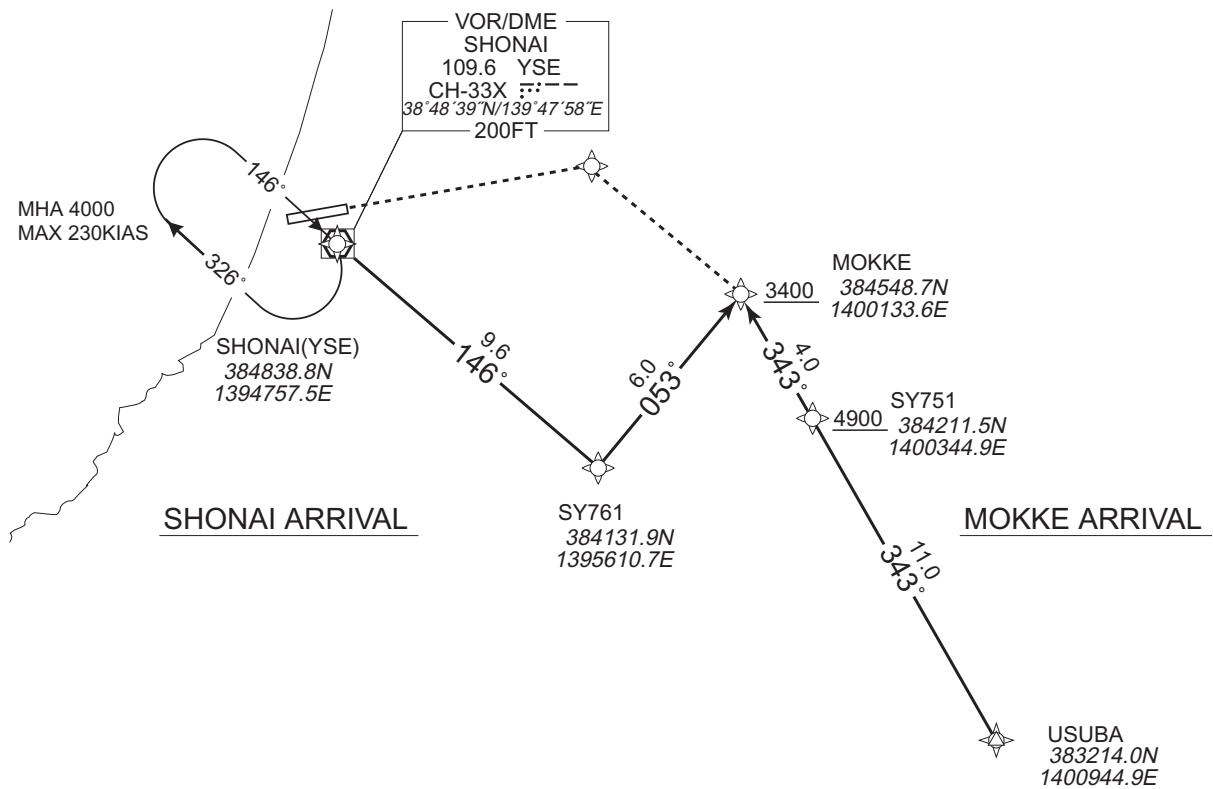 VOR/DME
SHONAI
109.6 YSE
CH-33X
38°48′39″N/139°47′58″E
200FT
146°
MHA 4000
MAX 230KIAS
326°
SHONAI(YSE)
384838.8N
1394757.5E
9.6
146°
6.0
053°
MOKKE
3400 384548.7N
1400133.6E
4.0
343°
SY751
4900 384211.5N
1400344.9E
SHONAI ARRIVAL
SY761
384131.9N
1395610.7E
MOKKE ARRIVAL
11.0
343°
USUBA
383214.0N
1400944.9E